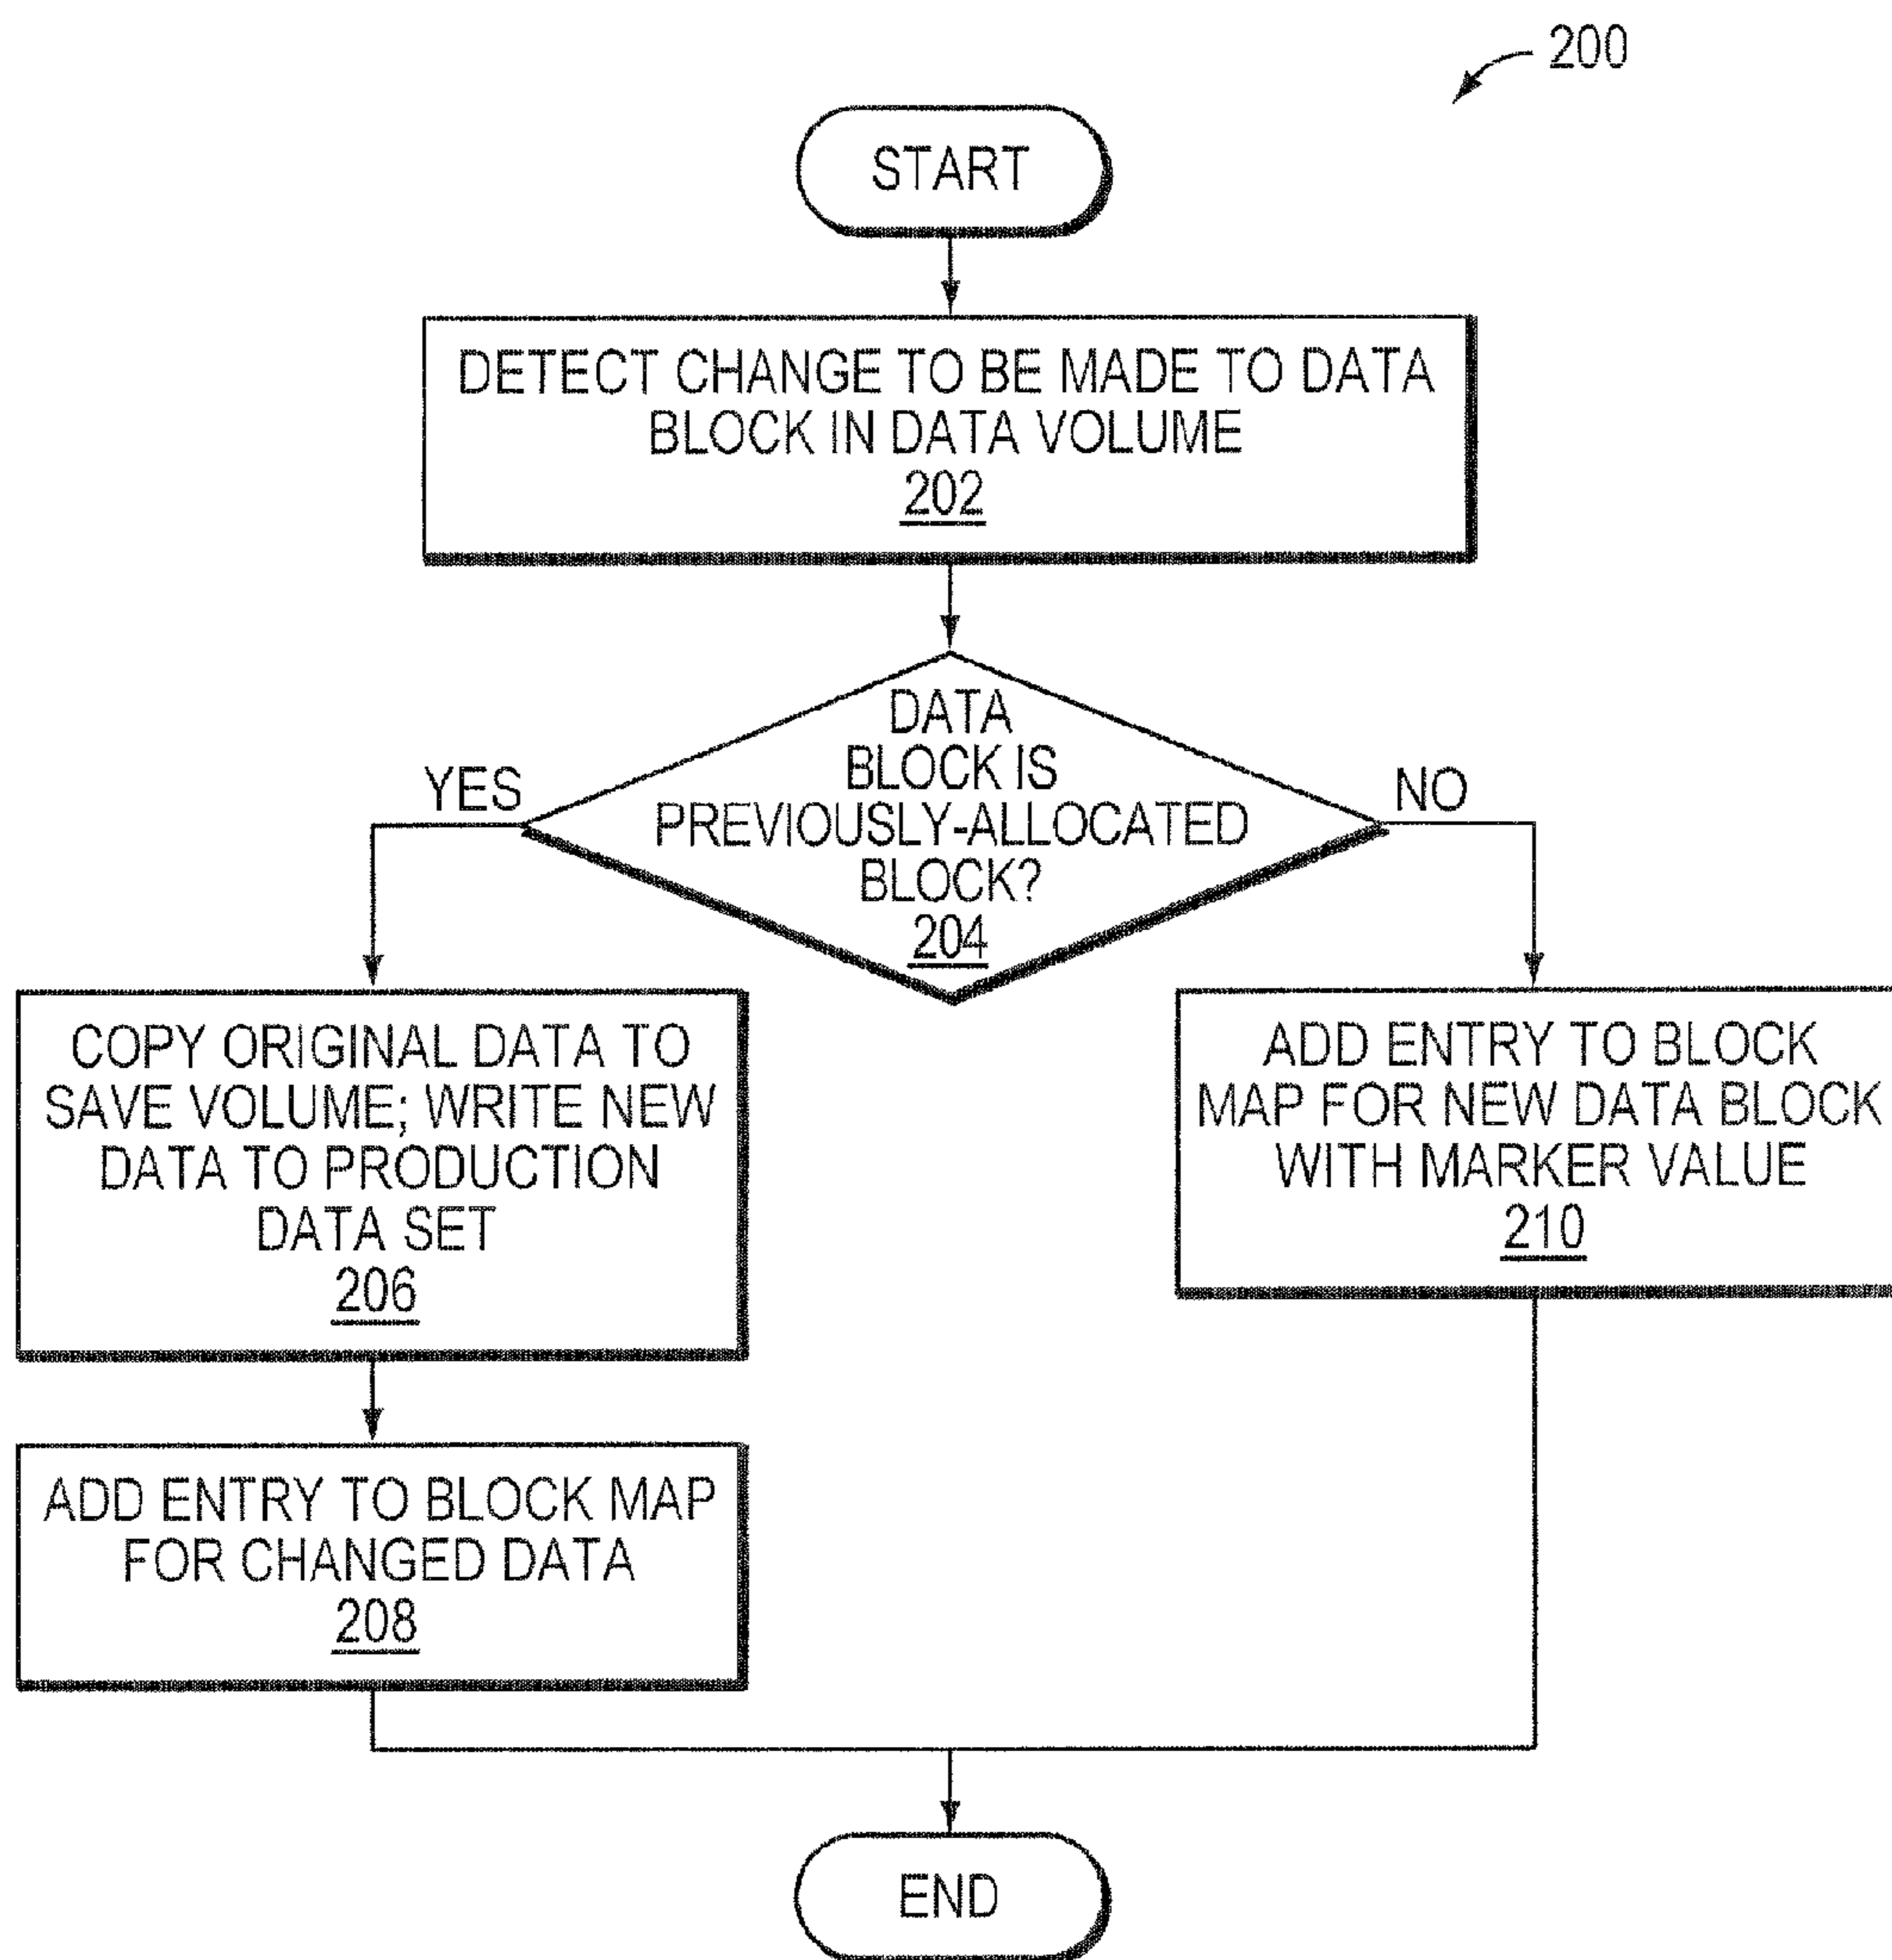 200
START
DETECT CHANGE TO BE MADE TO DATA
BLOCK IN DATA VOLUME
202
DATA
BLOCK IS
PREVIOUSLY-ALLOCATED
BLOCK?
204
YES
NO
COPY ORIGINAL DATA TO
SAVE VOLUME; WRITE NEW
DATA TO PRODUCTION
DATA SET
206
ADD ENTRY TO BLOCK
MAP FOR NEW DATA BLOCK
WITH MARKER VALUE
210
ADD ENTRY TO BLOCK MAP
FOR CHANGED DATA
208
END